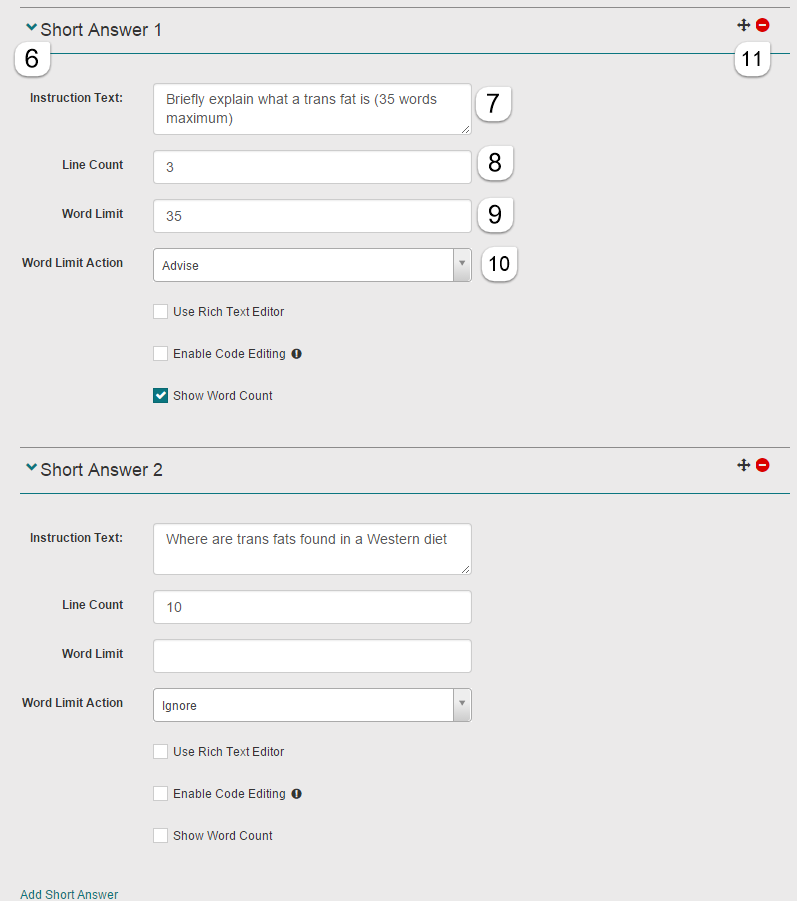 Short Answer 1
6
11
Instruction Text:
Briefly explain what a trans fat is (35 words
maximum)
7
Line Count
3
8
Word Limit
35
9
Word Limit Action
Advise
10
Use Rich Text Editor
Enable Code Editing
Show Word Count
Short Answer 2
Instruction Text:
Where are trans fats found in a Western diet
Line Count
10
Word Limit
Word Limit Action
Ignore
Use Rich Text Editor
Enable Code Editing
Show Word Count
Add Short Answer